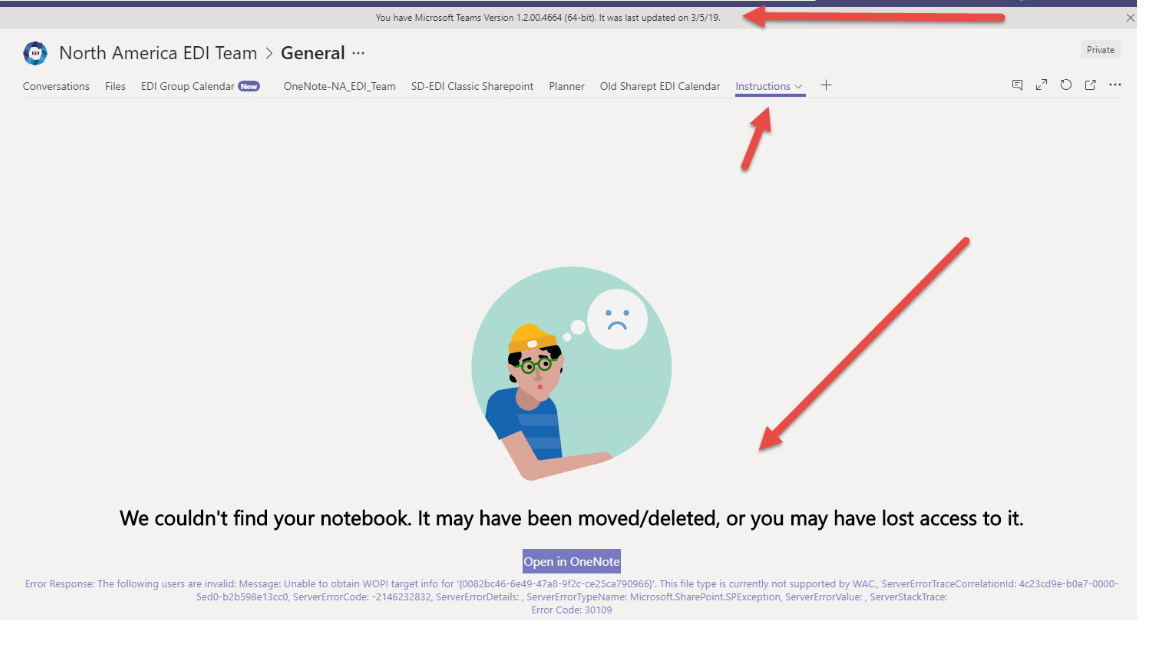 You have Microsoft Teams Version 1.2.00.4664 (64-bit). It was last updated on 3/5/19.
North America EDI Team > General ···
Private
Conversations Files EDI Group Calendar New OneNote-NA_EDI_Team SD-EDI Classic Sharepoint Planner Old Sharept EDI Calendar Instructions
We couldn't find your notebook. It may have been moved/deleted, or you may have lost access to it.
Open in OneNote
Error Response: The following users are invalid: Message: Unable to obtain WOPI target info for '{0082bc46-6e49-47a8-9f2c-ce25ca790966}'. This file type is currently not supported by WAC., ServerErrorTraceCorrelationId: 4c23cd9e-b0a7-0000-
5ed0-b2b598e13cc0, ServerErrorCode: -2146232832, ServerErrorDetails: , ServerErrorTypeName: Microsoft.SharePoint.SPException, ServerErrorValue: , ServerStackTrace:
Error Code: 30109